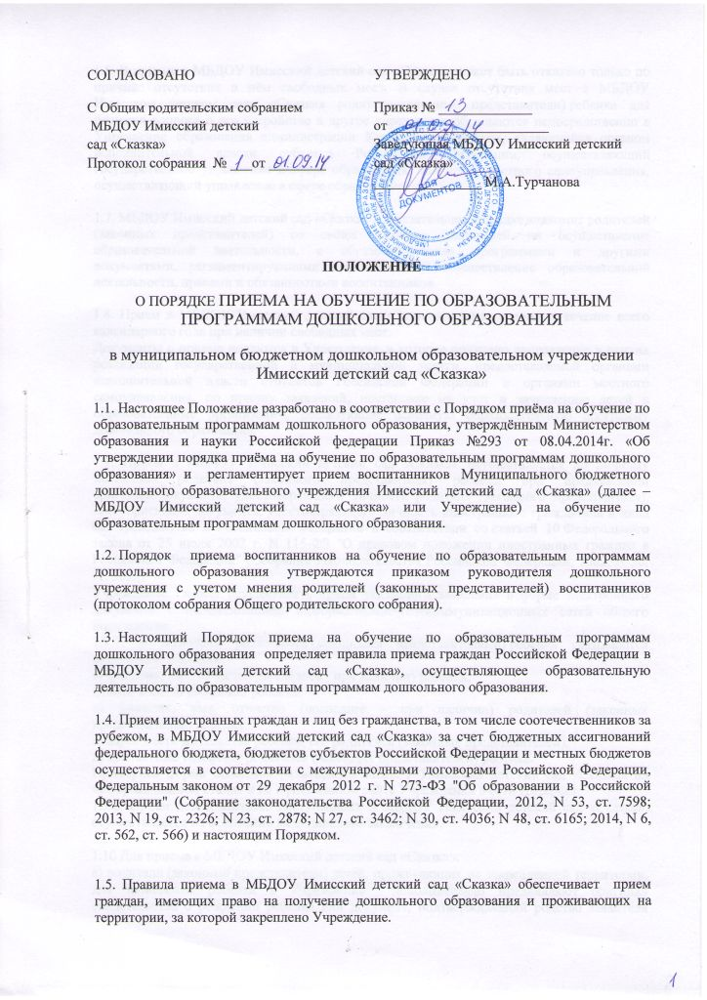 СОГЛАСОВАНО
С Общим родительским собранием
МБДОУ Имисский детский
сад «Сказка»
Протокол собрания № 1 от 01.09.14
УТВЕРЖДЕНО
Приказ № 13
от 01.09.14
Заведующая МБДОУ Имисский детский
сад «Сказка»
М.А.Турчанова
ДЛЯ
ДОКУМЕНТОВ
ПОЛОЖЕНИЕ
О ПОРЯДКЕ ПРИЕМА НА ОБУЧЕНИЕ ПО ОБРАЗОВАТЕЛЬНЫМ
ПРОГРАММАМ ДОШКОЛЬНОГО ОБРАЗОВАНИЯ
в муниципальном бюджетном дошкольном образовательном учреждении
Имисский детский сад «Сказка»
1.1. Настоящее Положение разработано в соответствии с Порядком приёма на обучение по
образовательным программам дошкольного образования, утверждённым Министерством
образования и науки Российской федерации Приказ №293 от 08.04.2014г. «Об
утверждении порядка приёма на обучение по образовательным программам дошкольного
образования» и регламентирует прием воспитанников Муниципального бюджетного
дошкольного образовательного учреждения Имисский детский сад «Сказка» (далее –
МБДОУ Имисский детский сад «Сказка» или Учреждение) на обучение по
образовательным программам дошкольного образования.
1.2. Порядок приема воспитанников на обучение по образовательным программам
дошкольного образования утверждаются приказом руководителя дошкольного
учреждения с учетом мнения родителей (законных представителей) воспитанников
(протоколом собрания Общего родительского собрания).
1.3. Настоящий Порядок приема на обучение по образовательным программам
дошкольного образования определяет правила приема граждан Российской Федерации в
МБДОУ Имисский детский сад «Сказка», осуществляющее образовательную
деятельность по образовательным программам дошкольного образования.
1.4. Прием иностранных граждан и лиц без гражданства, в том числе соотечественников за
рубежом, в МБДОУ Имисский детский сад «Сказка» за счет бюджетных ассигнований
федерального бюджета, бюджетов субъектов Российской Федерации и местных бюджетов
осуществляется в соответствии с международными договорами Российской Федерации,
Федеральным законом от 29 декабря 2012 г. N 273-ФЗ "Об образовании в Российской
Федерации" (Собрание законодательства Российской Федерации, 2012, N 53, ст. 7598;
2013, N 19, ст. 2326; N 23, ст. 2878; N 27, ст. 3462; N 30, ст. 4036; N 48, ст. 6165; 2014, N 6,
ст. 562, ст. 566) и настоящим Порядком.
1.5. Правила приема в МБДОУ Имисский детский сад «Сказка» обеспечивает прием
граждан, имеющих право на получение дошкольного образования и проживающих на
территории, за которой закреплено Учреждение.
1